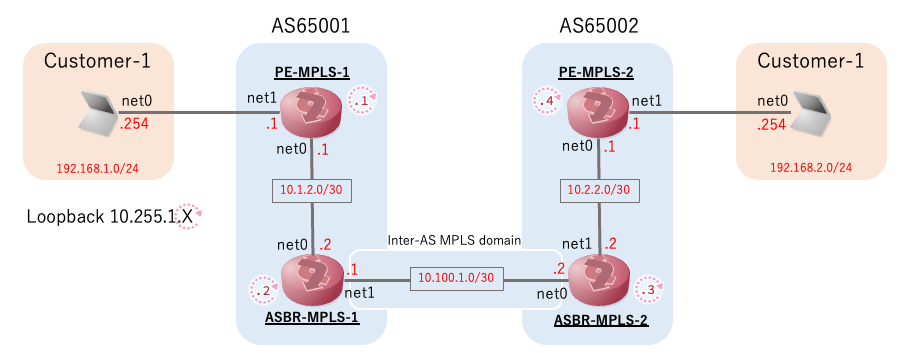 AS65001
AS65002
Customer-1
net0
.254
192.168.1.0/24
PE-MPLS-1
net1
.1
.1
net0
.1
10.1.2.0/30
PE-MPLS-2
.4
net1
.1
net0
.1
10.2.2.0/30
Customer-1
net0
.254
192.168.2.0/24
Loopback 10.255.1.X
Inter-AS MPLS domain
net0
.2
.2
.1
net1
ASBR-MPLS-1
10.100.1.0/30
net1
.2
.2
net0
.3
ASBR-MPLS-2